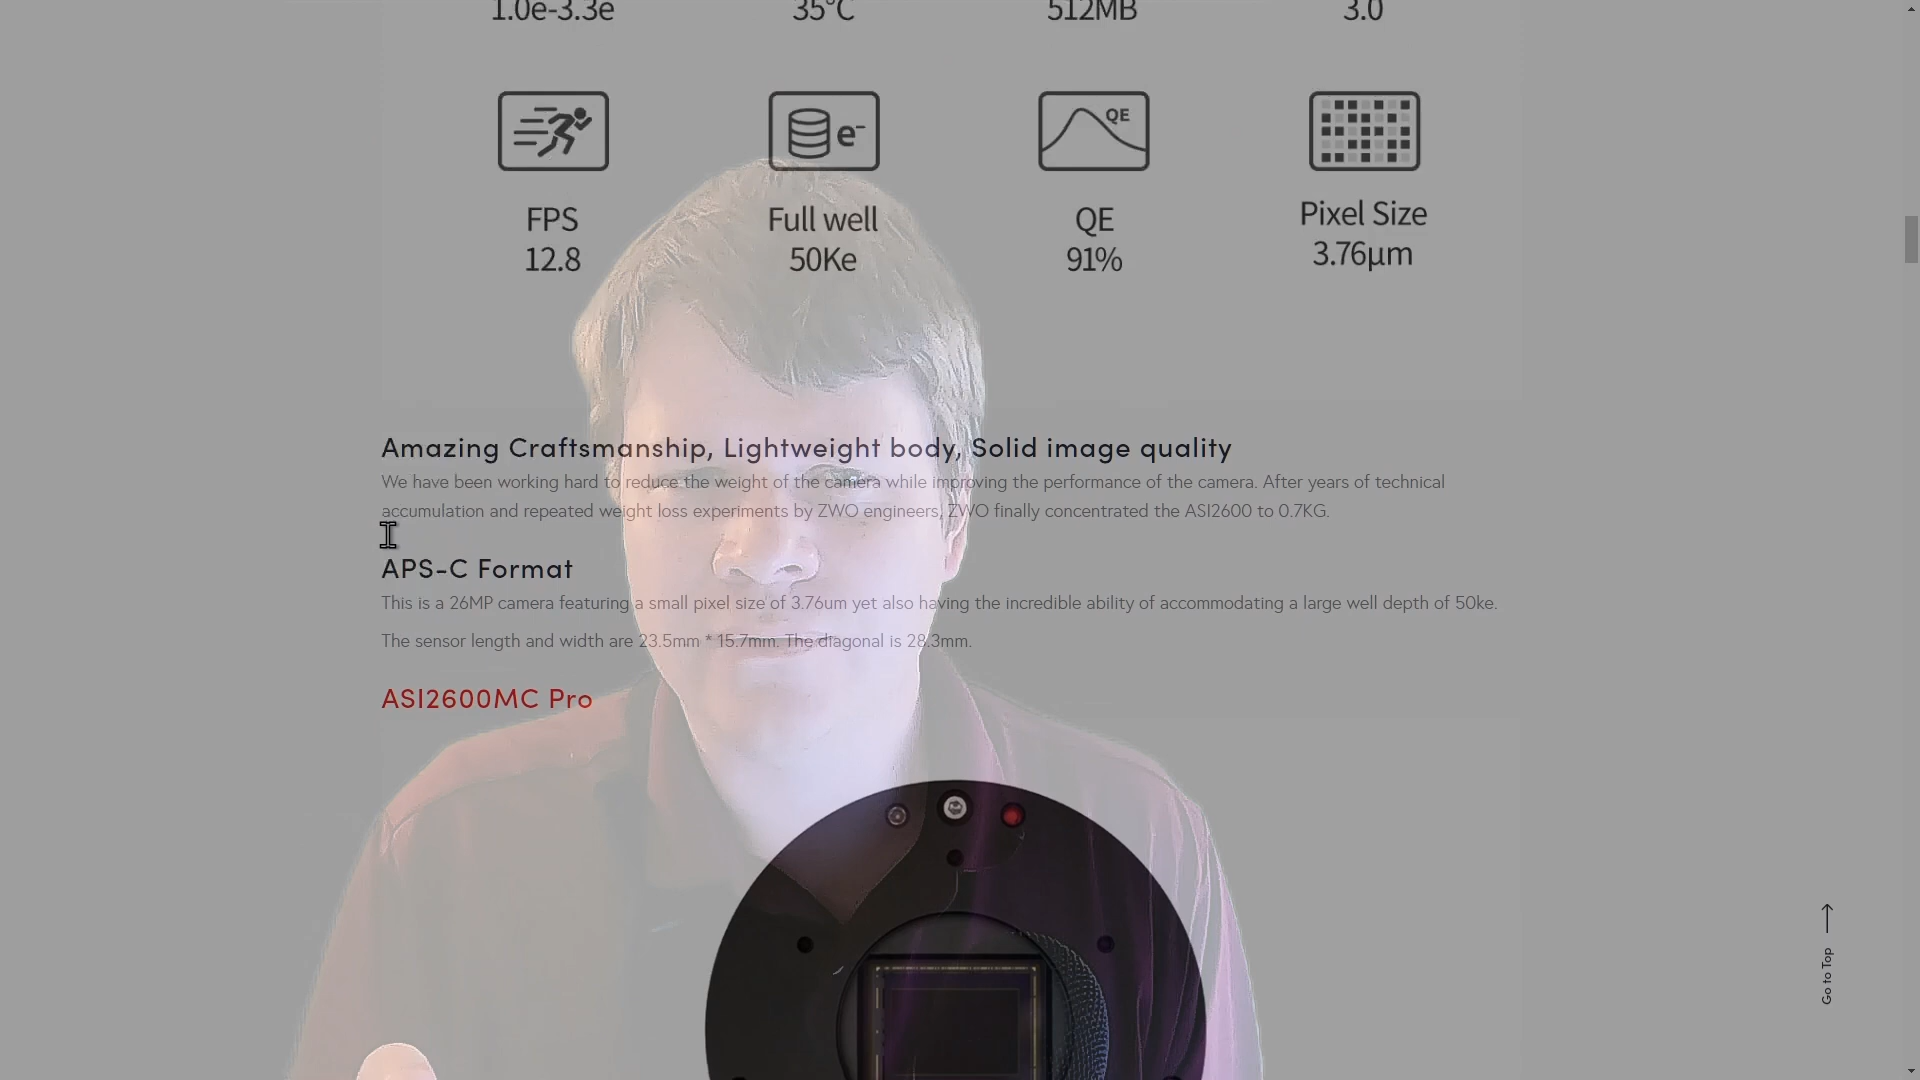 1.0e-3.3e 35°C 512MB 3.0
e⁻ QE
FPS Full well QE Pixel Size
12.8 50Ke 91% 3.76μm
Amazing Craftsmanship, Lightweight body, Solid image quality
We have been working hard to reduce the weight of the camera while improving the performance of the camera. After years of technical
accumulation and repeated weight loss experiments by ZWO engineers, ZWO finally concentrated the ASI2600 to 0.7KG.
APS-C Format
This is a 26MP camera featuring a small pixel size of 3.76um yet also having the incredible ability of accommodating a large well depth of 50ke.
The sensor length and width are 23.5mm * 15.7mm. The diagonal is 28.3mm.
ASI2600MC Pro
Go to Top